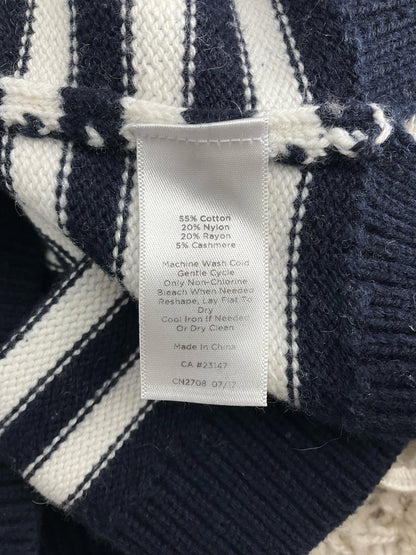 55% Cotton
20% Nylon
20% Rayon
5% Cashmere
Machine Wash Cold
Gentle Cycle
Only Non-Chlorine
Bleach When Needed
Reshape, Lay Flat To
Dry
Cool Iron If Needed
Or Dry Clean
Made In China
CA #23147
CN2708 07/17